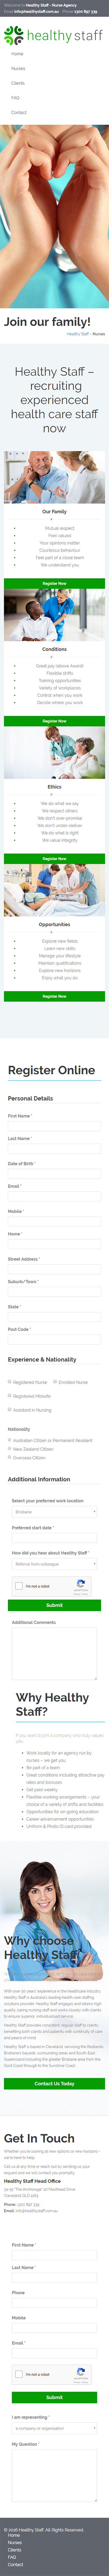 Welcome to Healthy Staff - Nurse Agency
Email info@healthystaff.com.au Phone 1300 897 339
healthy staff
Home
Nurses
Clients
FAQ
Contact
Join our family!
Healthy Staff - Nurses
Healthy Staff –
recruiting
experienced
health care staff
now
Our Family
Mutual respect
Feel valued
Your opinions matter
Courteous behaviour
Feel part of a close team
We understand you
Register Now
Conditions
Great pay (above Award)
Flexible shifts
Training opportunities
Variety of workplaces
Control when you work
Decide where you work
Register Now
Ethics
We do what we say
We respect others
We don't over-promise
We don't under-deliver
We do what is right
We value integrity
Register Now
Opportunities
Explore new fields
Learn new skills
Manage your lifestyle
Maintain qualifications
Explore new horizons
Enjoy what you do
Register Now
Register Online
Personal Details
First Name *
Last Name *
Date of Birth *
Email *
Mobile *
Home *
Street Address *
Suburb/Town *
State *
Post Code *
Experience & Nationality
Registered Nurse Enrolled Nurse
Registered Midwife
Assistant in Nursing
Nationality
Australian Citizen or Permanent Resident
New Zealand Citizen
Overseas Citizen
Additional Information
Select your preferred work location
Brisbane
Preferred start date *
How did you hear about Healthy Staff *
Referral from colleague
I'm not a robot
reCAPTCHA
Submit
Additional Comments
Why Healthy
Staff?
If you want to join a company who truly values
you.
Work locally for an agency run by
nurses – we get you
Be part of a team
Great conditions including attractive pay
rates and bonuses
Get paid weekly
Flexible working arrangements – your
choice of a variety of shifts and facilities
Opportunities for on-going education
Career advancement opportunities
Uniform & Photo ID card provided
Why choose
Healthy Staff
With over 50 years' experience in the healthcare industry,
Healthy Staff is Australia's leading health care staffing
company. Healthy Staff engages and shares high-quality
caring nursing staff and works closely with clients
to ensure superior, individualised service.
Healthy Staff provides consistent, regular staff to clients,
benefiting both clients and patients with continuity of care
and peace of mind.
Healthy Staff is based in Cleveland, servicing the Redlands,
Brisbane's bayside, surrounding areas and South East
Queensland including the greater Brisbane area from the
Gold Coast through to the Sunshine Coast.
Contact Us Today
Get In Touch
Whether you're looking at new options or new horizons -
we're here to help.
Call us at any time or reach out by sending us your
request and we will contact you promptly.
Healthy Staff Head Office
Cleveland QLD 4163
Phone: 1300 897 339
Email: info@healthystaff.com.au
First Name *
Last Name *
Phone
Mobile
Email *
I'm not a robot
reCAPTCHA
Submit
I am representing *
a company or organisation
My Question *
© 2016 Healthy Staff. All Rights Reserved.
Home
Nurses
Clients
FAQ
Contact